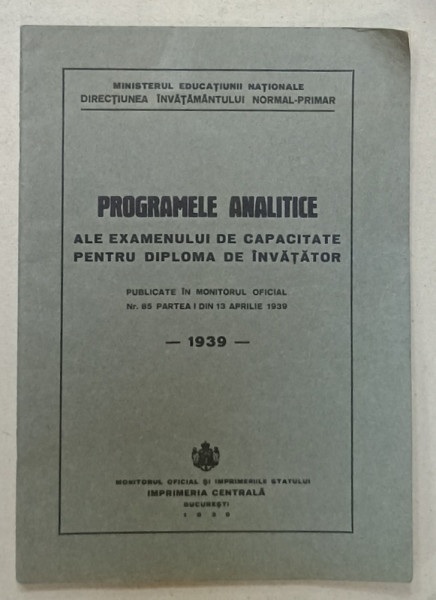 MINISTERUL EDUCAȚIUNII NAȚIONALE
DIRECȚIUNEA ÎNVĂȚĂMÂNTULUI NORMAL-PRIMAR
PROGRAMELE ANALITICE
ALE EXAMENULUI DE CAPACITATE
PENTRU DIPLOMA DE ÎNVĂȚĂTOR
PUBLICATE ÎN MONITORUL OFICIAL
Nr. 85 PARTEA I DIN 13 APRILIE 1939
— 1939 —
MONITORUL OFICIAL ȘI IMPRIMERIILE STATULUI
IMPRIMERIA CENTRALĂ
BUCUREȘTI
1939